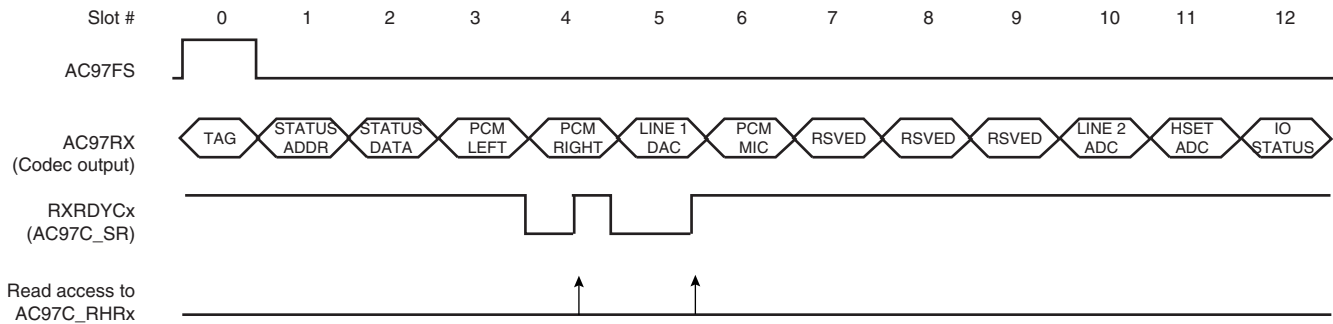 Slot # 0 1 2 3 4 5 6 7 8 9 10 11 12
AC97FS
AC97RX
(Codec output)
TAG
STATUS
ADDR
STATUS
DATA
PCM
LEFT
PCM
RIGHT
LINE 1
DAC
PCM
MIC
RSVED
RSVED
RSVED
LINE 2
ADC
HSET
ADC
IO
STATUS
RXRDYCx
(AC97C_SR)
Read access to
AC97C_RHRx